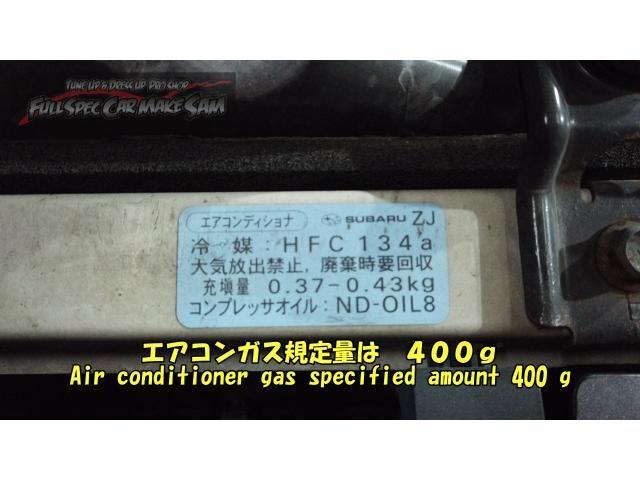 TUNE UP & DRESS UP PRO SHOP
FULL SPEC CAR MAKE SAM
エアコンディショナ SUBARU ZJ
冷 媒 : HFC134a
大気放出禁止, 廃棄時要回収
充填量 0.37-0.43kg
コンプレッサオイル: ND-OIL8
エアコンガス規定量は 400g
Air conditioner gas specified amount 400 g